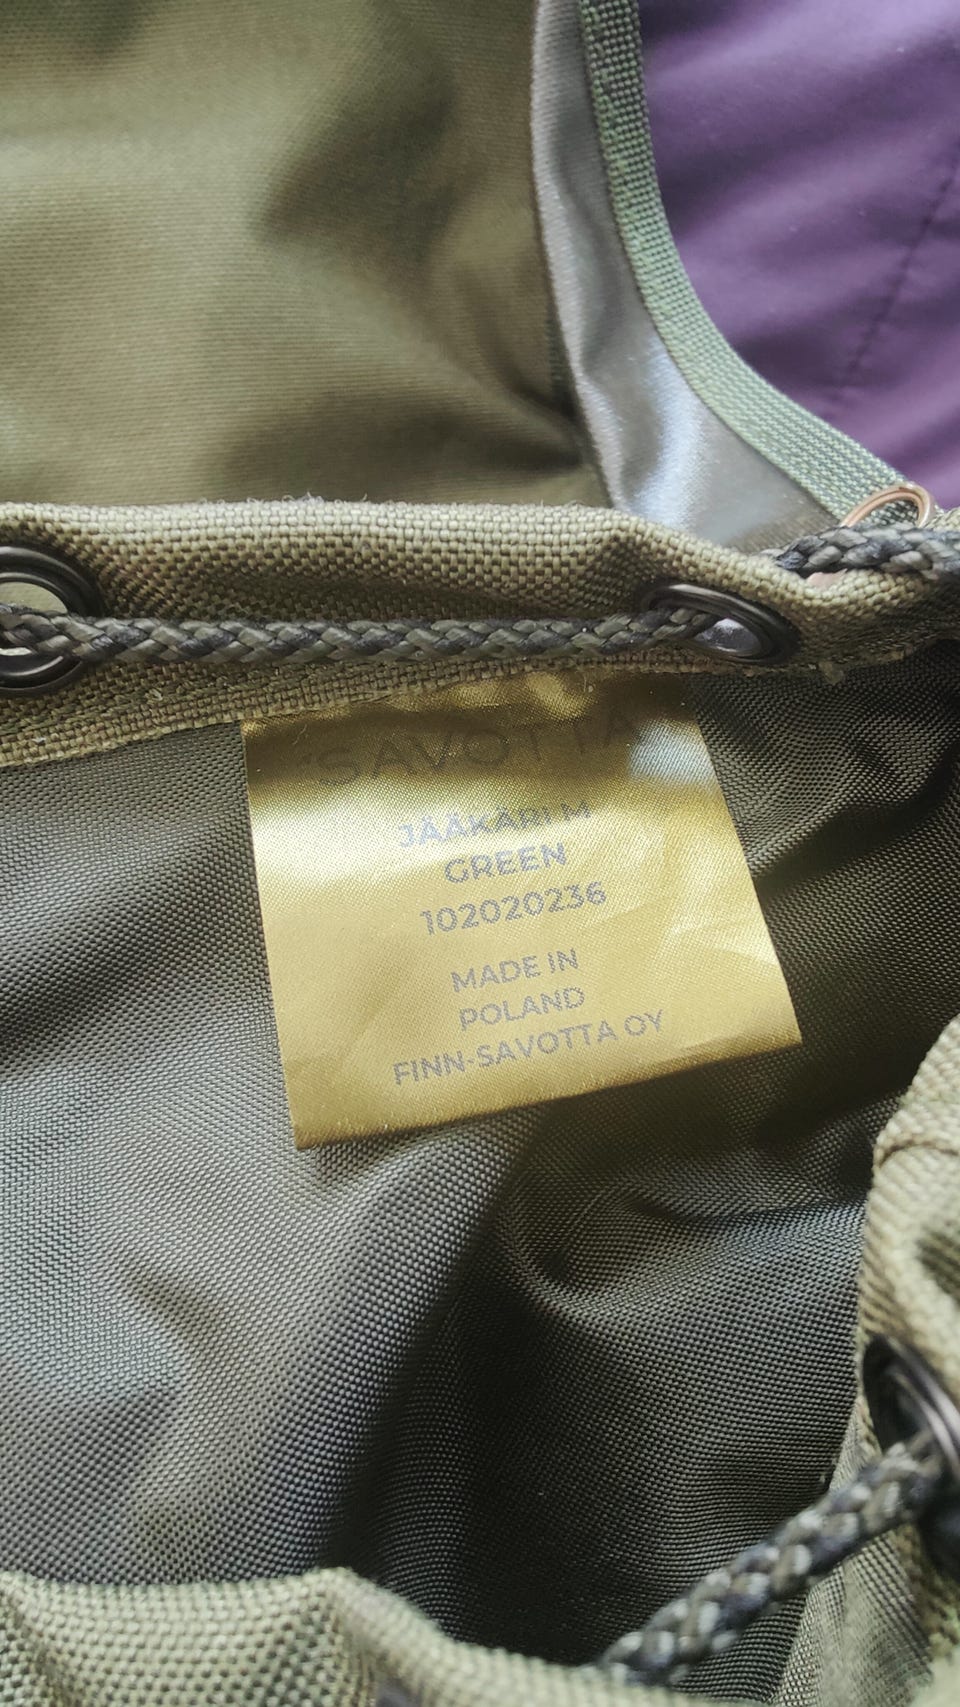 SAVOTTA
JÄÄKÄRI M
GREEN
102020236
MADE IN
POLAND
FINN-SAVOTTA OY